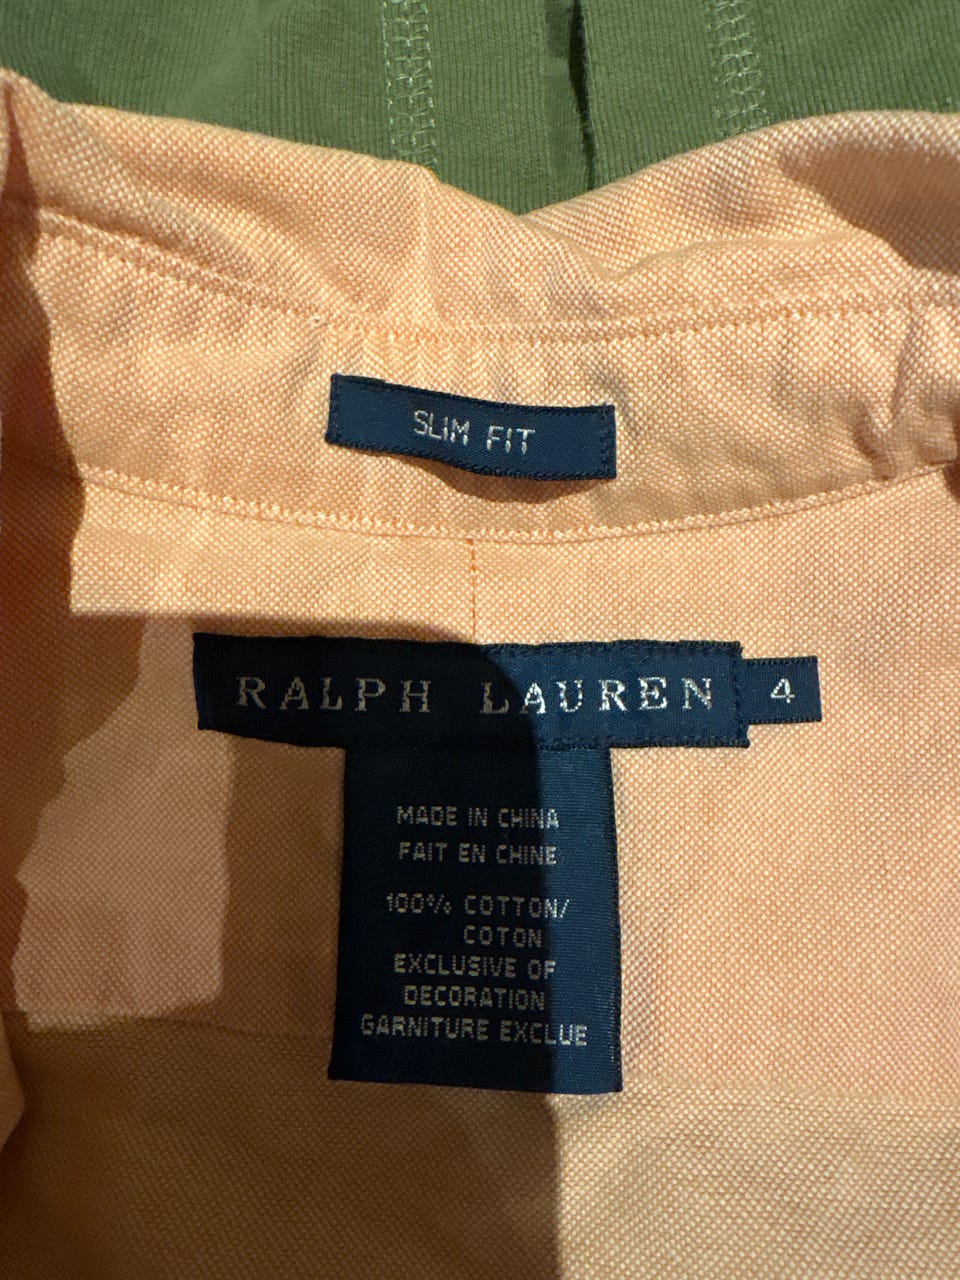 SLIM FIT
RALPH LAUREN 4
MADE IN CHINA
FAIT EN CHINE
100% COTTON/
COTON
EXCLUSIVE OF
DECORATION
GARNITURE EXCLUE